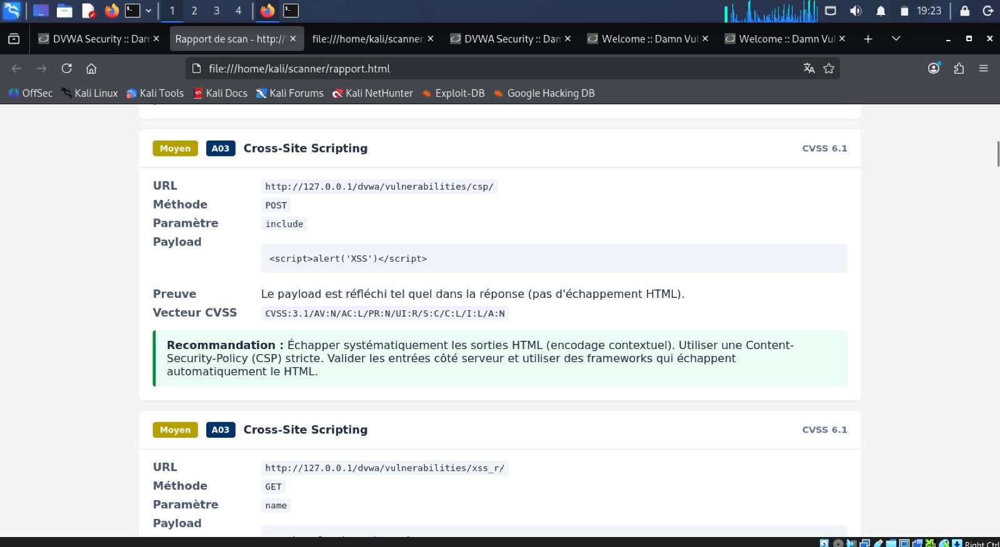 1 2 3 4 19:23
DVWA Security :: Dam Rapport de scan - http:// file:///home/kali/scanner/ DVWA Security :: Dam Welcome :: Damn Vul Welcome :: Damn Vul
file:///home/kali/scanner/rapport.html
OffSec Kali Linux Kali Tools Kali Docs Kali Forums Kali NetHunter Exploit-DB Google Hacking DB
Moyen A03 Cross-Site Scripting CVSS 6.1
URL http://127.0.0.1/dvwa/vulnerabilities/csp/
Méthode POST
Paramètre include
Payload
<script>alert('XSS')</script>
Preuve Le payload est réfléchi tel quel dans la réponse (pas d'échappement HTML).
Vecteur CVSS CVSS:3.1/AV:N/AC:L/PR:N/UI:R/S:C/C:L/I:L/A:N
Recommandation : Échapper systématiquement les sorties HTML (encodage contextuel). Utiliser une Content-
Security-Policy (CSP) stricte. Valider les entrées côté serveur et utiliser des frameworks qui échappent
automatiquement le HTML.
Moyen A03 Cross-Site Scripting CVSS 6.1
URL http://127.0.0.1/dvwa/vulnerabilities/xss_r/
Méthode GET
Paramètre name
Payload
Right Ctrl